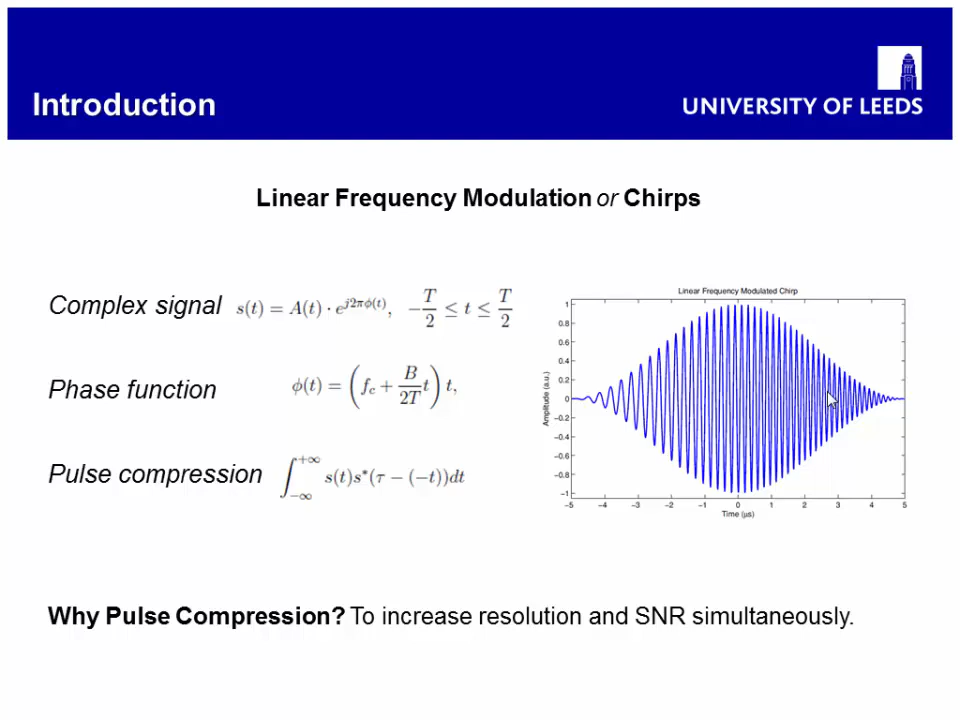 Introduction
UNIVERSITY OF LEEDS
Linear Frequency Modulation or Chirps
Complex signal s(t) = A(t) · e^{j2πϕ(t)}, −T/2 ≤ t ≤ T/2
Phase function ϕ(t) = (f_c + B/2T t) t,
Pulse compression ∫_{−∞}^{+∞} s(t)s*(τ − (−t))dt
Linear Frequency Modulated Chirp
Amplitude (a.u.)
1
0.8
0.6
0.4
0.2
0
−0.2
−0.4
−0.6
−0.8
−1
−5 −4 −3 −2 −1 0 1 2 3 4 5
Time (µs)
Why Pulse Compression? To increase resolution and SNR simultaneously.